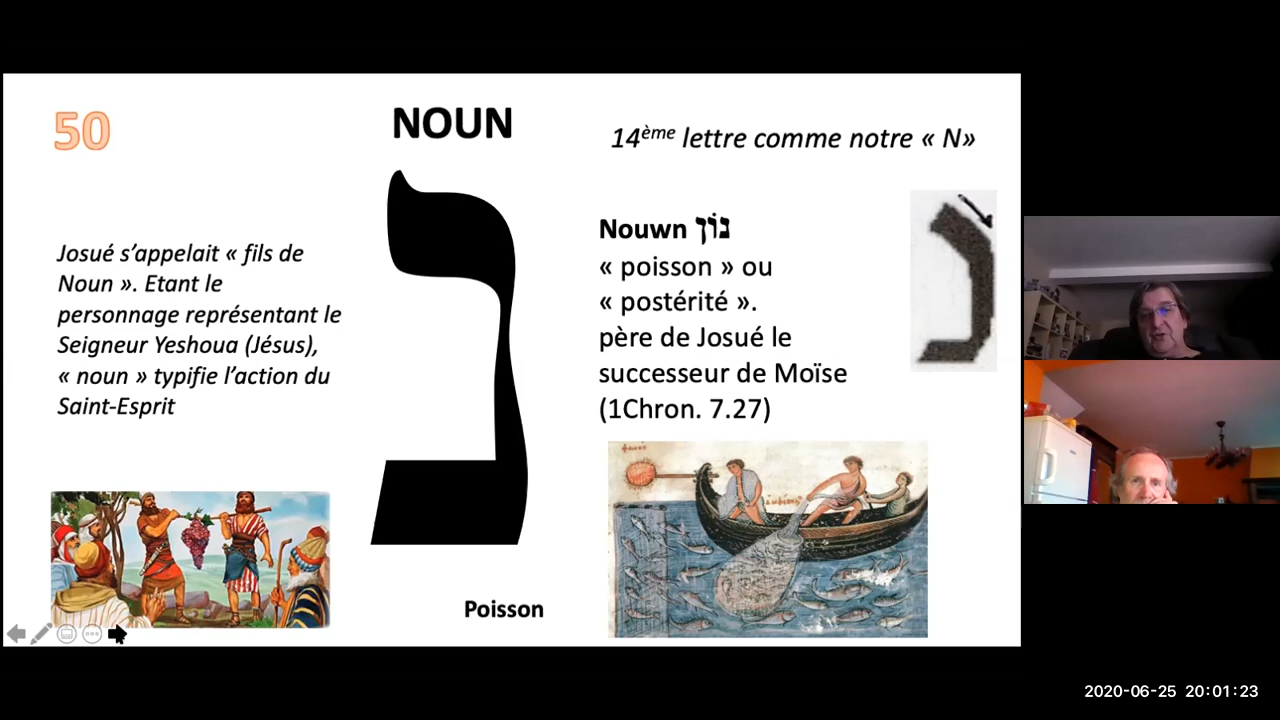 50
NOUN
14ème lettre comme notre « N»
Josué s’appelait « fils de
Noun ». Etant le
personnage représentant le
Seigneur Yeshoua (Jésus),
« noun » typifie l’action du
Saint-Esprit
נ
Nouwn נוֹן
« poisson » ou
« postérité ».
père de Josué le
successeur de Moïse
(1Chron. 7.27)
נ
Poisson
2020-06-25 20:01:23